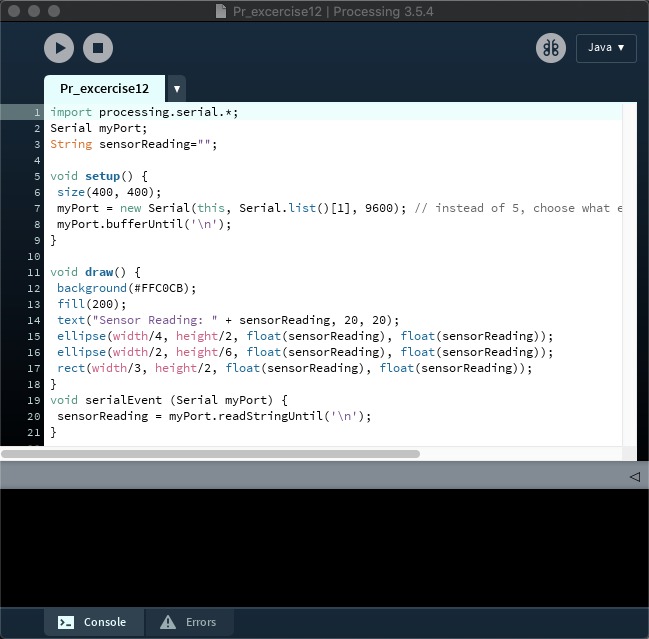 Pr_excercise12 | Processing 3.5.4
Java ▼
Pr_excercise12 ▼
1 import processing.serial.*;
2 Serial myPort;
3 String sensorReading="";
4
5 void setup() {
6  size(400, 400);
7  myPort = new Serial(this, Serial.list()[1], 9600); // instead of 5, choose what e
8  myPort.bufferUntil('\n');
9 }
10
11 void draw() {
12  background(#FFC0CB);
13  fill(200);
14  text("Sensor Reading: " + sensorReading, 20, 20);
15  ellipse(width/4, height/2, float(sensorReading), float(sensorReading));
16  ellipse(width/2, height/6, float(sensorReading), float(sensorReading));
17  rect(width/3, height/2, float(sensorReading), float(sensorReading));
18 }
19 void serialEvent (Serial myPort) {
20  sensorReading = myPort.readStringUntil('\n');
21 }
Console Errors